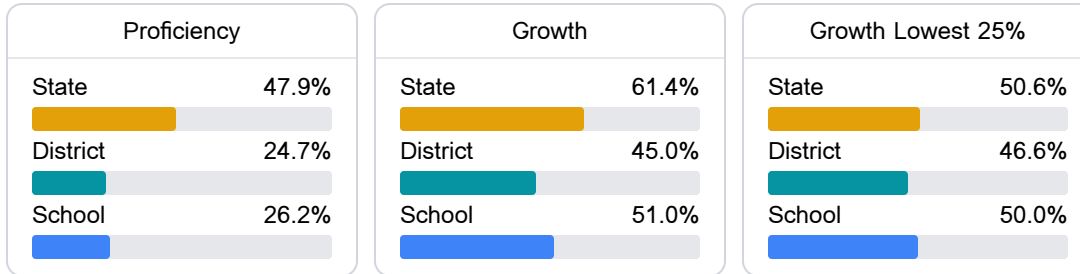 Proficiency
State 47.9%
District 24.7%
School 26.2%
Growth
State 61.4%
District 45.0%
School 51.0%
Growth Lowest 25%
State 50.6%
District 46.6%
School 50.0%